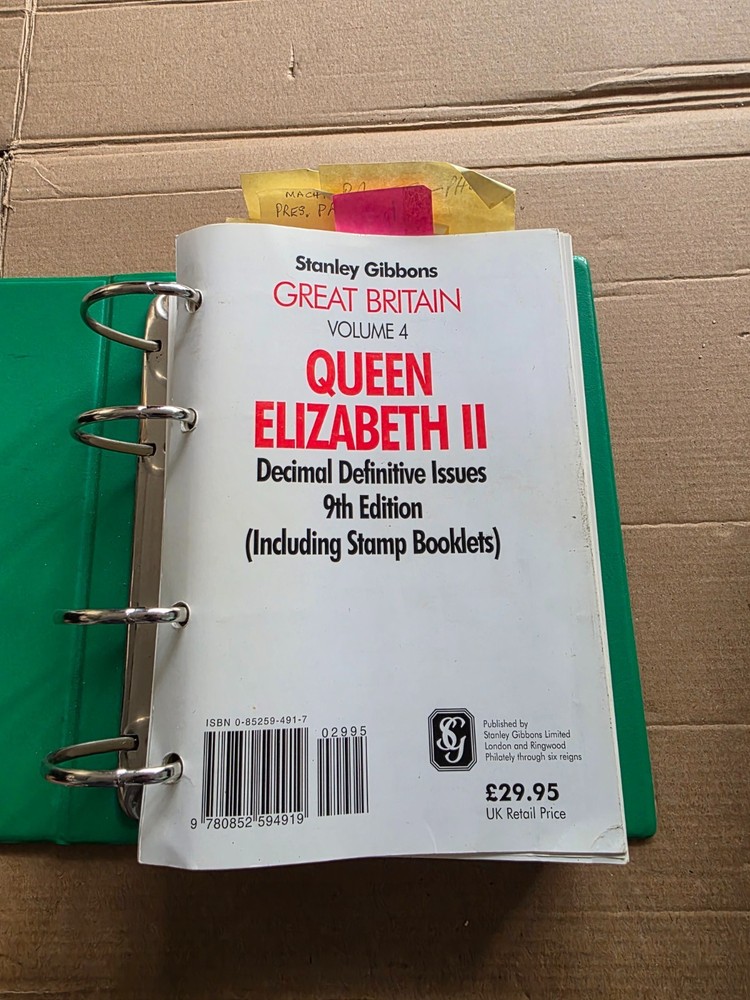 MACH
PRES. PA
Stanley Gibbons
GREAT BRITAIN
VOLUME 4
QUEEN
ELIZABETH II
Decimal Definitive Issues
9th Edition
(Including Stamp Booklets)
ISBN 0-85259-491-7
02995
9 780852 594919
SG
Published by
Stanley Gibbons Limited
London and Ringwood
Philately through six reigns
£29.95
UK Retail Price